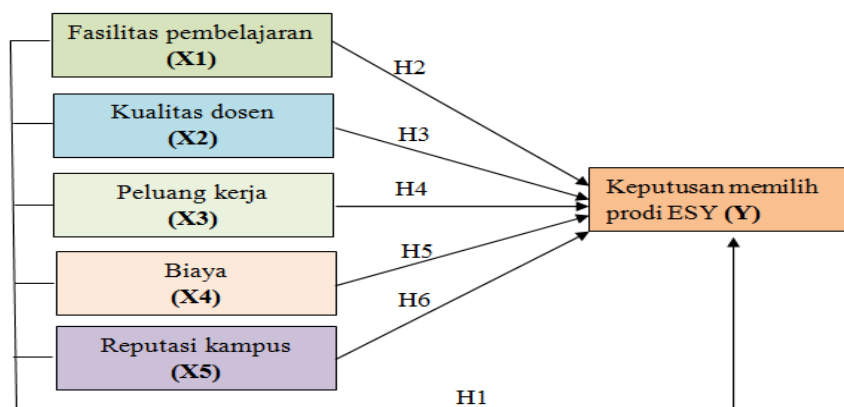 Fasilitas pembelajaran
(X1)
H2
Kualitas dosen
(X2)
H3
Peluang kerja
(X3)
H4
Keputusan memilih
prodi ESY (Y)
Biaya
(X4)
H5
H6
Reputasi kampus
(X5)
H1